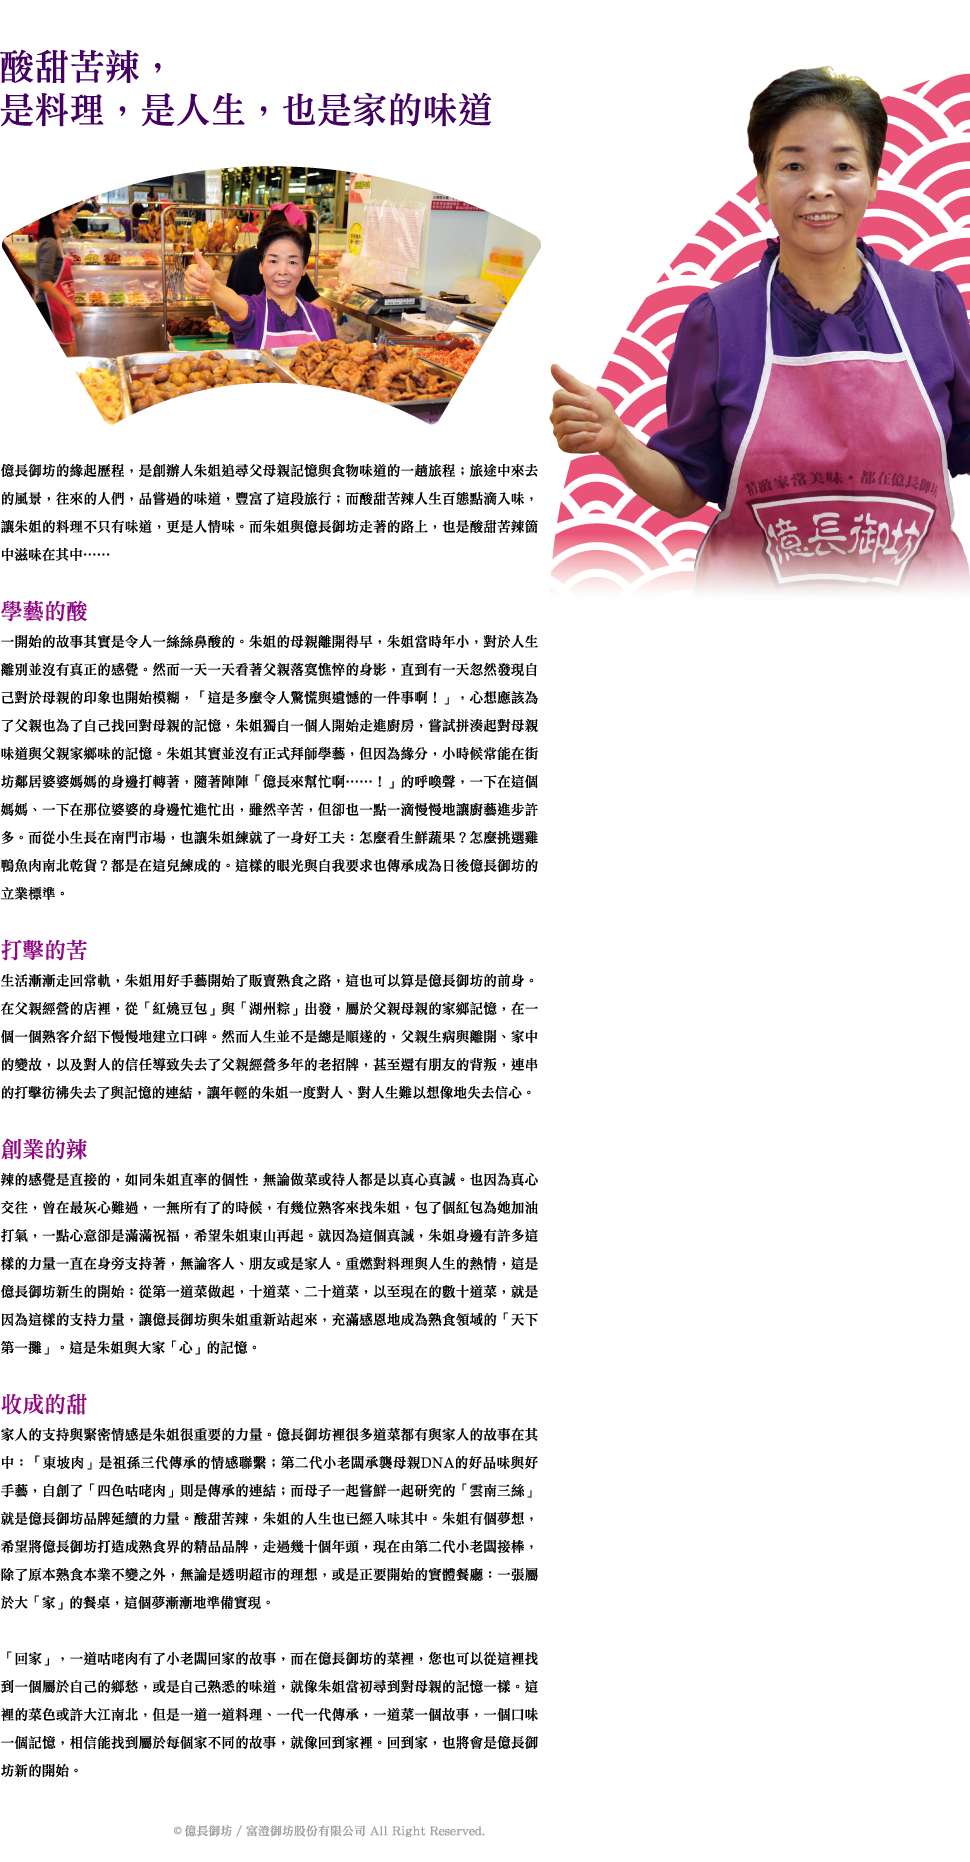 酸甜苦辣，
是料理，是人生，也是家的味道
精緻家常美味·都在億長御坊
億長御坊
億長御坊的緣起歷程，是創辦人朱姐追尋父母親記憶與食物味道的一趟旅程；旅途中來去
的風景，往來的人們，品嘗過的味道，豐富了這段旅行；而酸甜苦辣人生百態點滴入味，
讓朱姐的料理不只有味道，更是人情味。而朱姐與億長御坊走著的路上，也是酸甜苦辣箇
中滋味在其中……
學藝的酸
一開始的故事其實是令人一絲絲鼻酸的。朱姐的母親離開得早，朱姐當時年小，對於人生
離別並沒有真正的感覺。然而一天一天看著父親落寞憔悴的身影，直到有一天忽然發現自
己對於母親的印象也開始模糊，「這是多麼令人驚慌與遺憾的一件事啊！」，心想應該為
了父親也為了自己找回對母親的記憶，朱姐獨自一個人開始走進廚房，嘗試拼湊起對母親
味道與父親家鄉味的記憶。朱姐其實並沒有正式拜師學藝，但因為緣分，小時候常能在街
坊鄰居婆婆媽媽的身邊打轉著，隨著陣陣「億長來幫忙啊……！」的呼喚聲，一下在這個
媽媽、一下在那位婆婆的身邊忙進忙出，雖然辛苦，但卻也一點一滴慢慢地讓廚藝進步許
多。而從小生長在南門市場，也讓朱姐練就了一身好工夫：怎麼看生鮮蔬果？怎麼挑選雞
鴨魚肉南北乾貨？都是在這兒練成的。這樣的眼光與自我要求也傳承成為日後億長御坊的
立業標準。
打擊的苦
生活漸漸走回常軌，朱姐用好手藝開始了販賣熟食之路，這也可以算是億長御坊的前身。
在父親經營的店裡，從「紅燒豆包」與「湖州粽」出發，屬於父親母親的家鄉記憶，在一
個一個熟客介紹下慢慢地建立口碑。然而人生並不是總是順遂的，父親生病與離開、家中
的變故，以及對人的信任導致失去了父親經營多年的老招牌，甚至還有朋友的背叛，連串
的打擊彷彿失去了與記憶的連結，讓年輕的朱姐一度對人、對人生難以想像地失去信心。
創業的辣
辣的感覺是直接的，如同朱姐直率的個性，無論做菜或待人都是以真心真誠。也因為真心
交往，曾在最灰心難過，一無所有了的時候，有幾位熟客來找朱姐，包了個紅包為她加油
打氣，一點心意卻是滿滿祝福，希望朱姐東山再起。就因為這個真誠，朱姐身邊有許多這
樣的力量一直在身旁支持著，無論客人、朋友或是家人。重燃對料理與人生的熱情，這是
億長御坊新生的開始：從第一道菜做起，十道菜、二十道菜，以至現在的數十道菜，就是
因為這樣的支持力量，讓億長御坊與朱姐重新站起來，充滿感恩地成為熟食領域的「天下
第一攤」。這是朱姐與大家「心」的記憶。
收成的甜
家人的支持與緊密情感是朱姐很重要的力量。億長御坊裡很多道菜都有與家人的故事在其
中：「東坡肉」是祖孫三代傳承的情感聯繫；第二代小老闆承襲母親DNA的好品味與好
手藝，自創了「四色咕咾肉」則是傳承的連結；而母子一起嘗鮮一起研究的「雲南三絲」
就是億長御坊品牌延續的力量。酸甜苦辣，朱姐的人生也已經入味其中。朱姐有個夢想，
希望將億長御坊打造成熟食界的精品品牌，走過幾十個年頭，現在由第二代小老闆接棒，
除了原本熟食本業不變之外，無論是透明超市的理想，或是正要開始的實體餐廳：一張屬
於大「家」的餐桌，這個夢漸漸地準備實現。
「回家」，一道咕咾肉有了小老闆回家的故事，而在億長御坊的菜裡，您也可以從這裡找
到一個屬於自己的鄉愁，或是自己熟悉的味道，就像朱姐當初尋到對母親的記憶一樣。這
裡的菜色或許大江南北，但是一道一道料理、一代一代傳承，一道菜一個故事，一個口味
一個記憶，相信能找到屬於每個家不同的故事，就像回到家裡。回到家，也將會是億長御
坊新的開始。
© 億長御坊 / 富澄御坊股份有限公司 All Right Reserved.